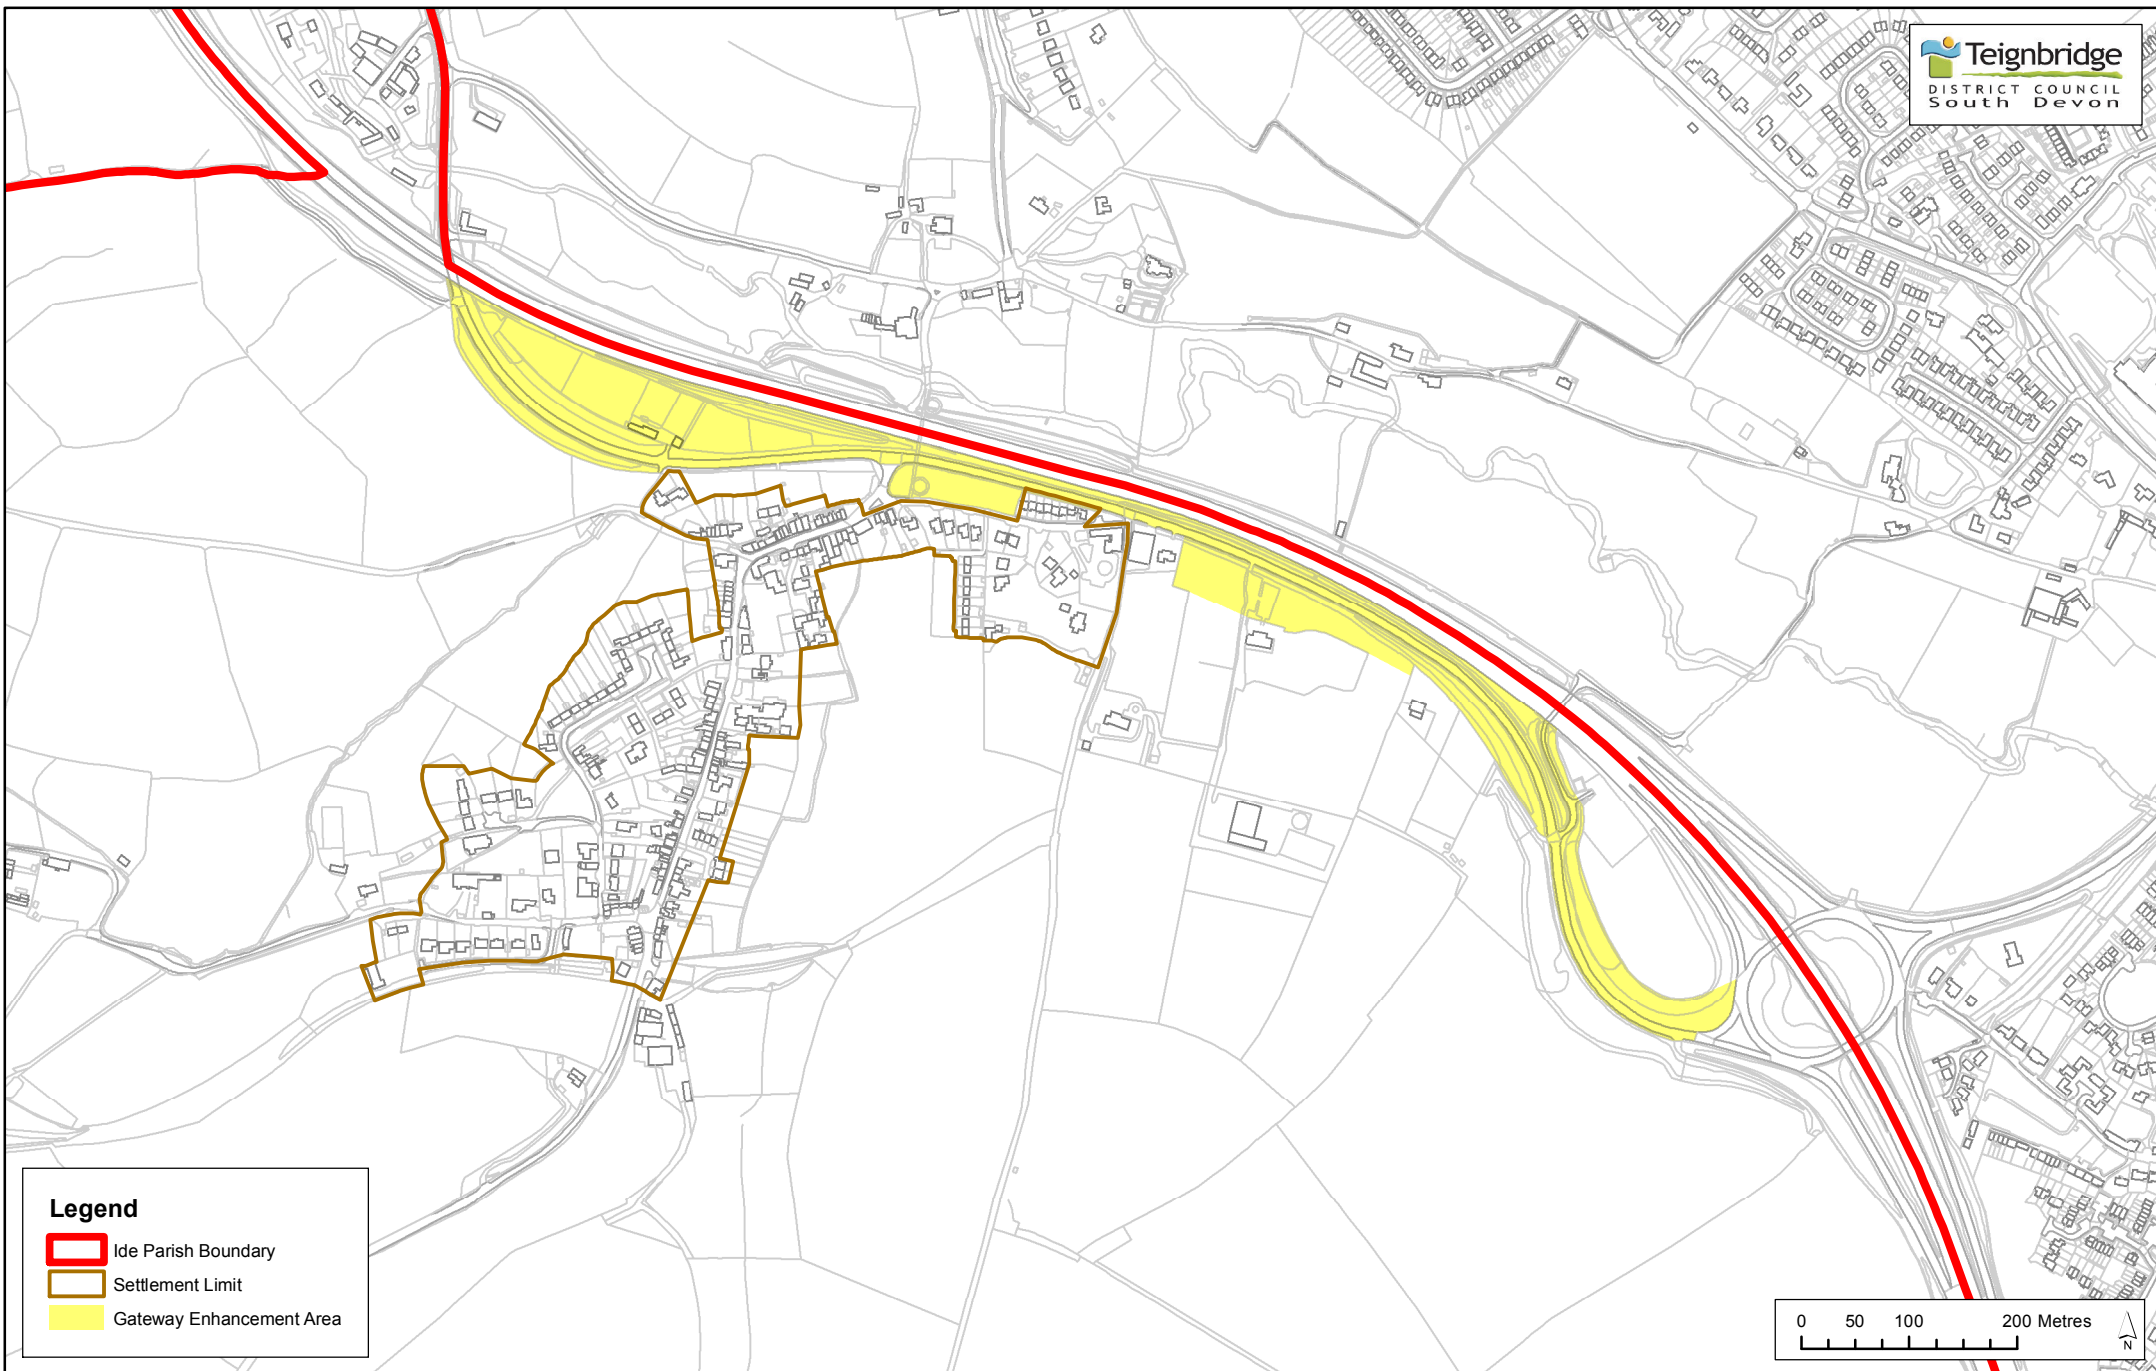 Teignbridge
DISTRICT COUNCIL
South Devon
Legend
Ide Parish Boundary
Settlement Limit
Gateway Enhancement Area
0 50 100 200 Metres
N